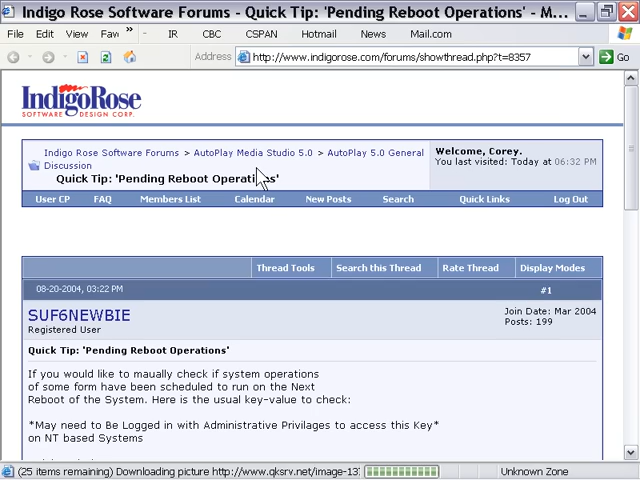 Indigo Rose Software Forums - Quick Tip: 'Pending Reboot Operations' - M...
File Edit View Fav » IR CBC CSPAN Hotmail News Mail.com
Address http://www.indigorose.com/forums/showthread.php?t=8357 Go
IndigoRose
SOFTWARE DESIGN CORP.
Indigo Rose Software Forums > AutoPlay Media Studio 5.0 > AutoPlay 5.0 General
Discussion
Quick Tip: 'Pending Reboot Operations'
Welcome, Corey.
You last visited: Today at 06:32 PM
User CP FAQ Members List Calendar New Posts Search Quick Links Log Out
Thread Tools Search this Thread Rate Thread Display Modes
08-20-2004, 03:22 PM #1
SUF6NEWBIE
Registered User
Join Date: Mar 2004
Posts: 199
Quick Tip: 'Pending Reboot Operations'
If you would like to maually check if system operations
of some form have been scheduled to run on the Next
Reboot of the System. Here is the usual key-value to check:
*May need to Be Logged in with Administrative Privilages to access this Key*
on NT based Systems
(25 items remaining) Downloading picture http://www.qksrv.net/image-137 Unknown Zone